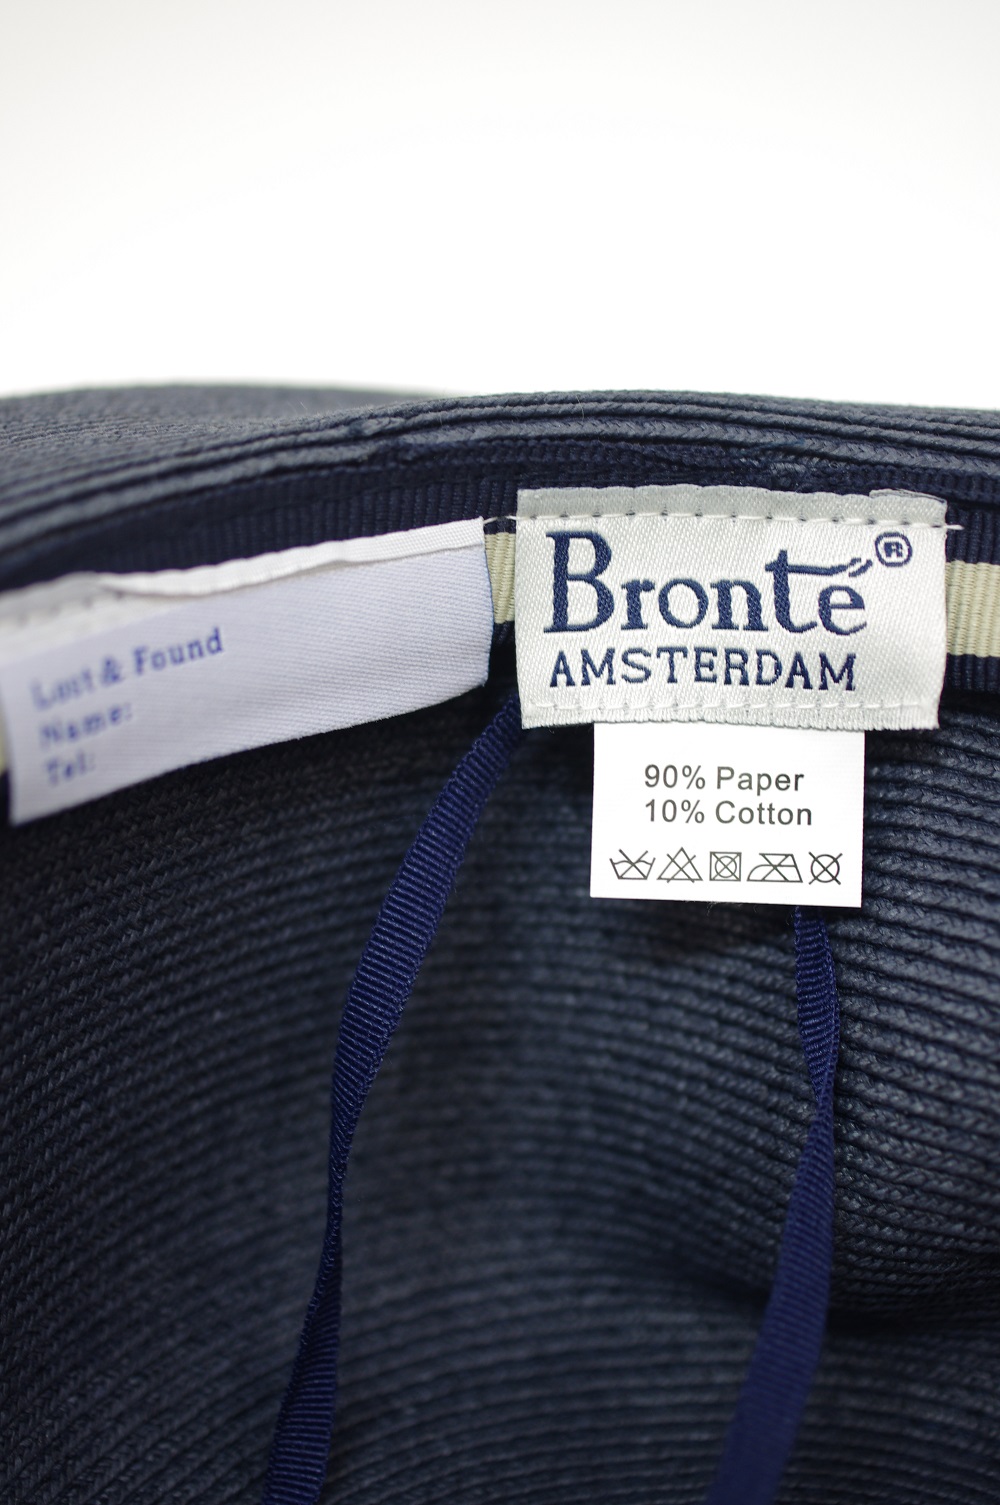 Lost & Found
Name:
Tel:
Bronté®
AMSTERDAM
90% Paper
10% Cotton